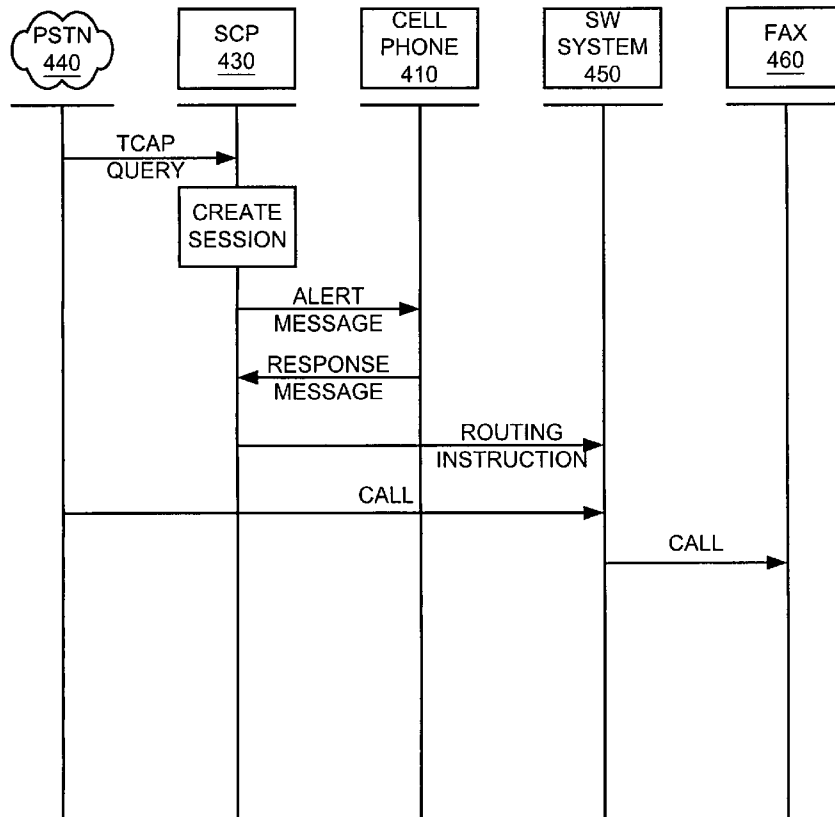 PSTN
440
SCP
430
CELL
PHONE
410
SW
SYSTEM
450
FAX
460
TCAP
QUERY
CREATE
SESSION
ALERT
MESSAGE
RESPONSE
MESSAGE
ROUTING
INSTRUCTION
CALL
CALL